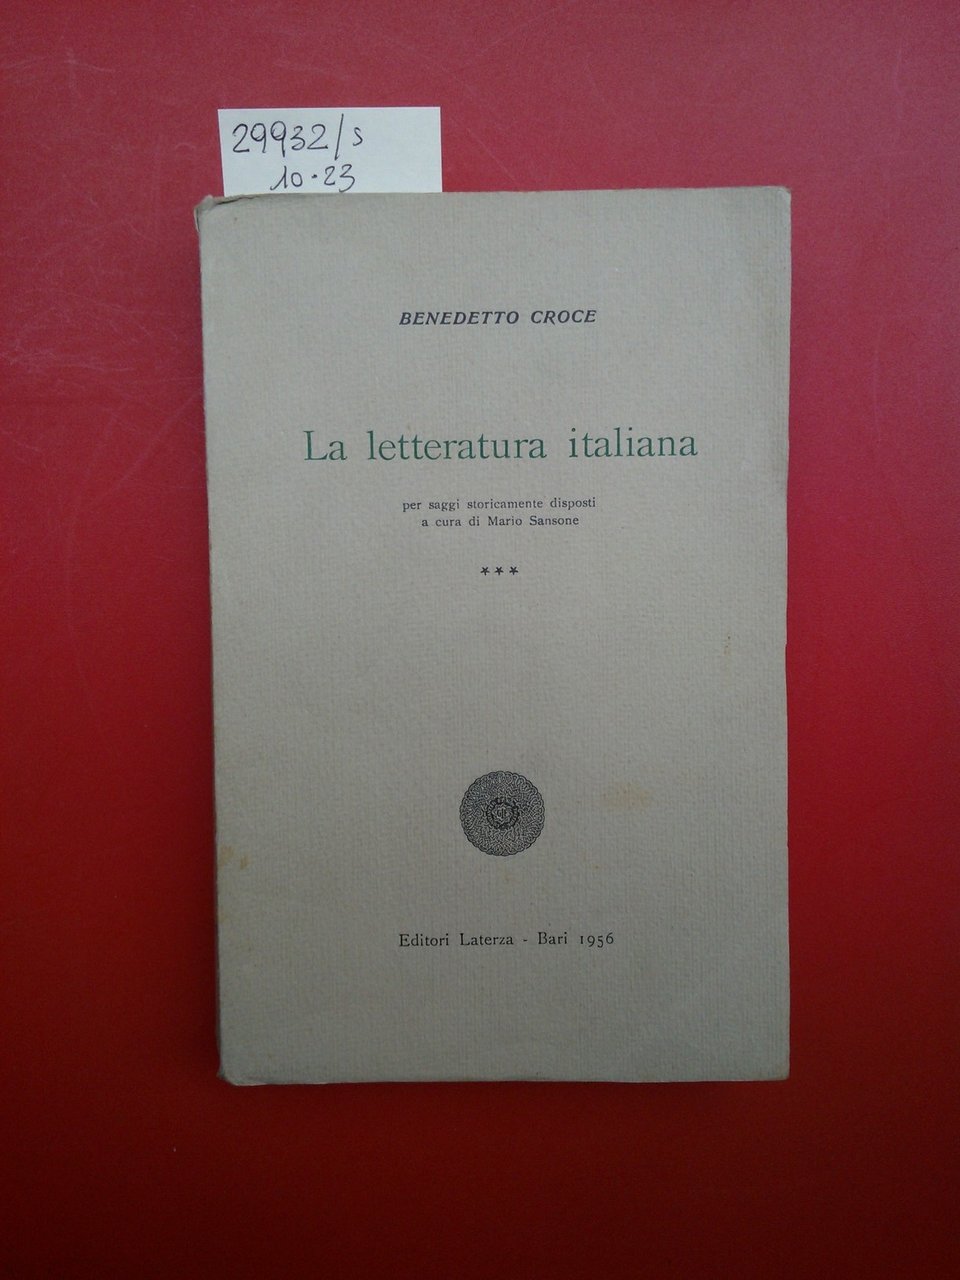 29932/s
10.23
BENEDETTO CROCE
La letteratura italiana
per saggi storicamente disposti
a cura di Mario Sansone
***
Editori Laterza - Bari 1956